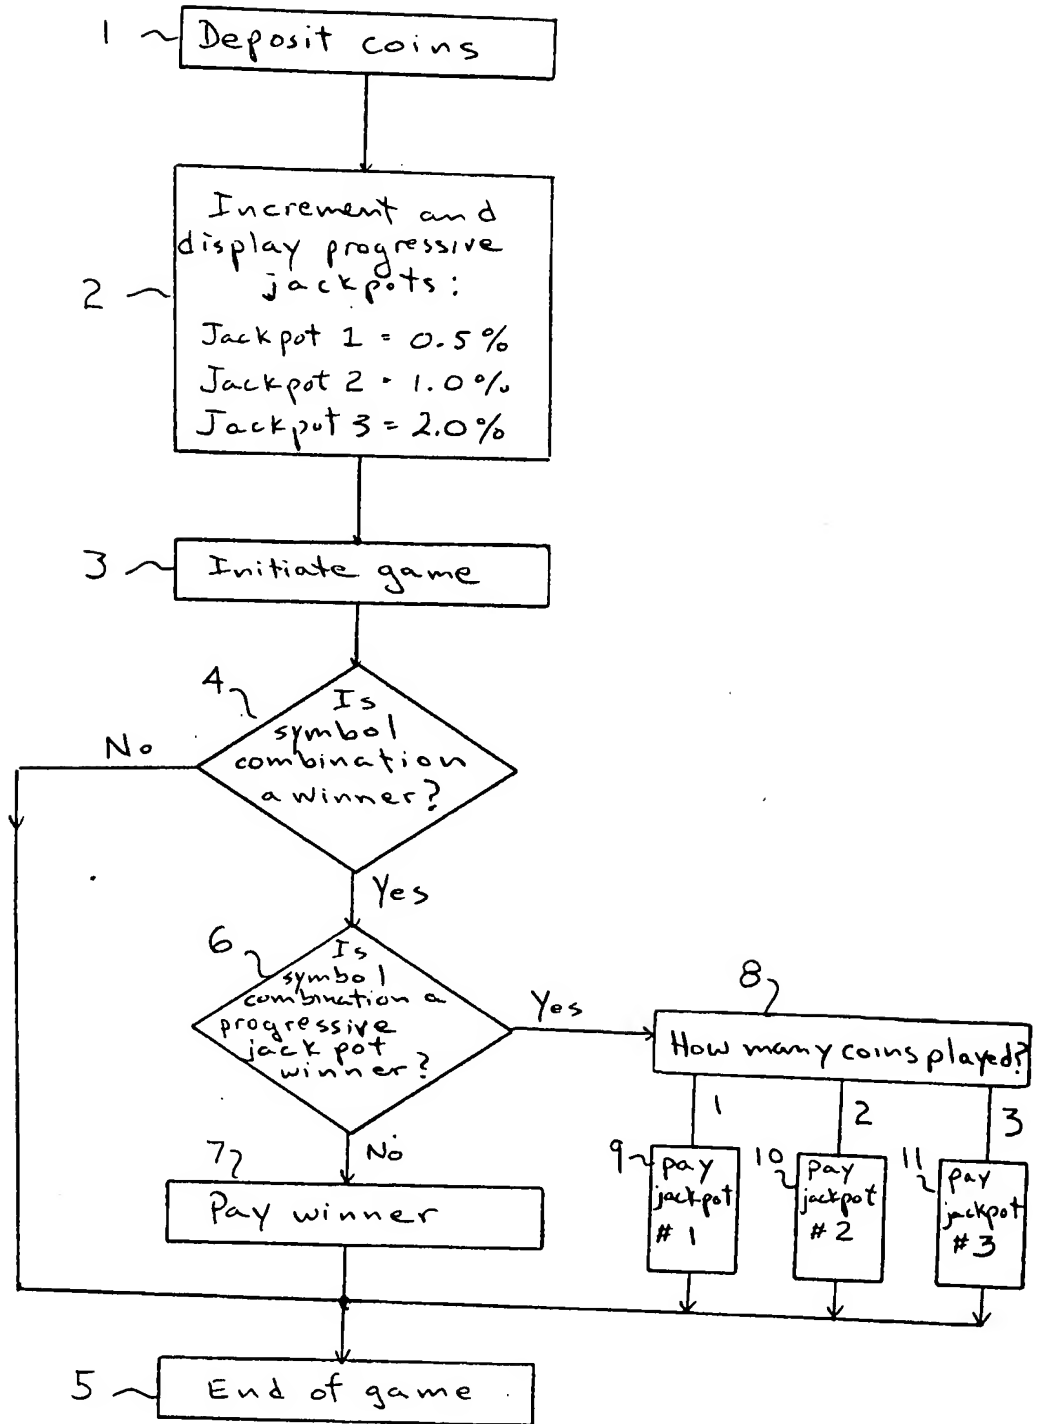 1
Deposit coins
2
Increment and
display progressive
jackpots:
Jackpot 1 = 0.5%
Jackpot 2 = 1.0%
Jackpot 3 = 2.0%
3
Initiate game
4
Is
symbol
combination
a winner?
No
Yes
6
Is
symbol
combination a
progressive
jackpot
winner?
Yes
8
How many coins played?
1
2
3
No
7
Pay winner
9
pay
jackpot
# 1
10
pay
jackpot
# 2
11
pay
jackpot
# 3
5
End of game